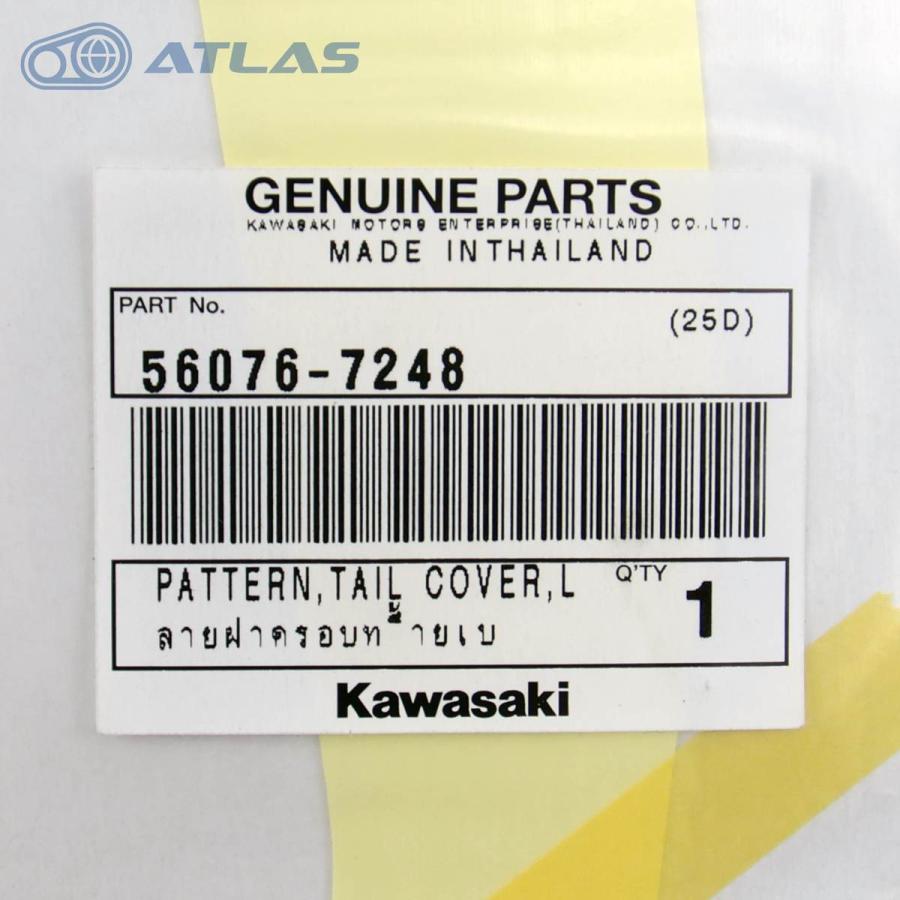 ATLAS
GENUINE PARTS
KAWASAKI MOTORS ENTERPRISE(THAILAND) CO.,LTD.
MADE INTHAILAND
PART No.
(25D)
56076-7248
PATTERN,TAIL COVER,L
Q'TY
1
ลายฝาครอบท้ายเบ
Kawasaki